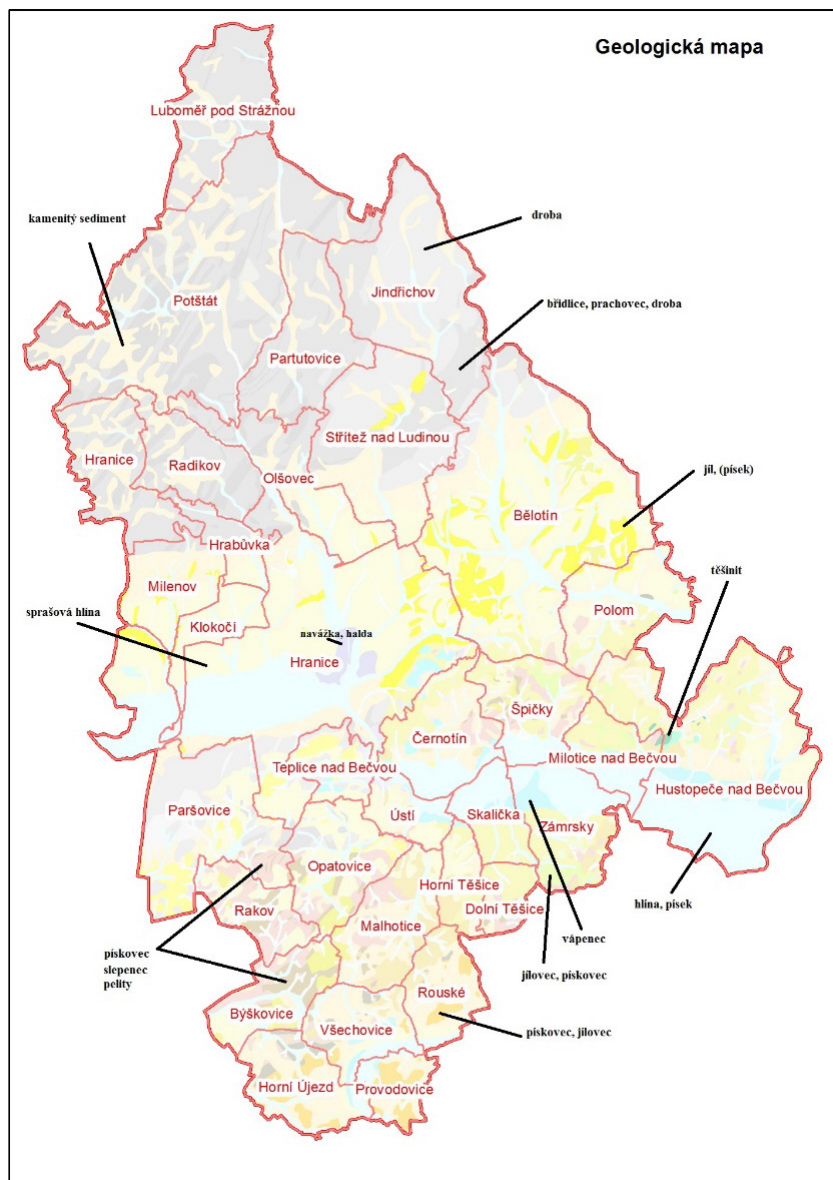 Geologická mapa
Luboměř pod Strážnou
kamenitý sediment
droba
Potštát
Jindřichov
břidlice, prachovec, droba
Partutovice
Střítež nad Ludinou
Hranice
Radíkov
Olšovec
jíl, (písek)
Bělotín
Hrabůvka
těšinit
Milenov
Polom
sprašová hlína
Klokočí
navážka, halda
Hranice
Špičky
Černotín
Milotice nad Bečvou
Teplice nad Bečvou
Hustopeče nad Bečvou
Paršovice
Ústí
Skalička
Zámrsky
Opatovice
Horní Těšice
Rakov
hlína, písek
Dolní Těšice
Malhotice
vápenec
pískovec
slepenec
pelity
jílovec, pískovec
Rouské
Býškovice
Všechovice
pískovec, jílovec
Horní Újezd
Provodovice